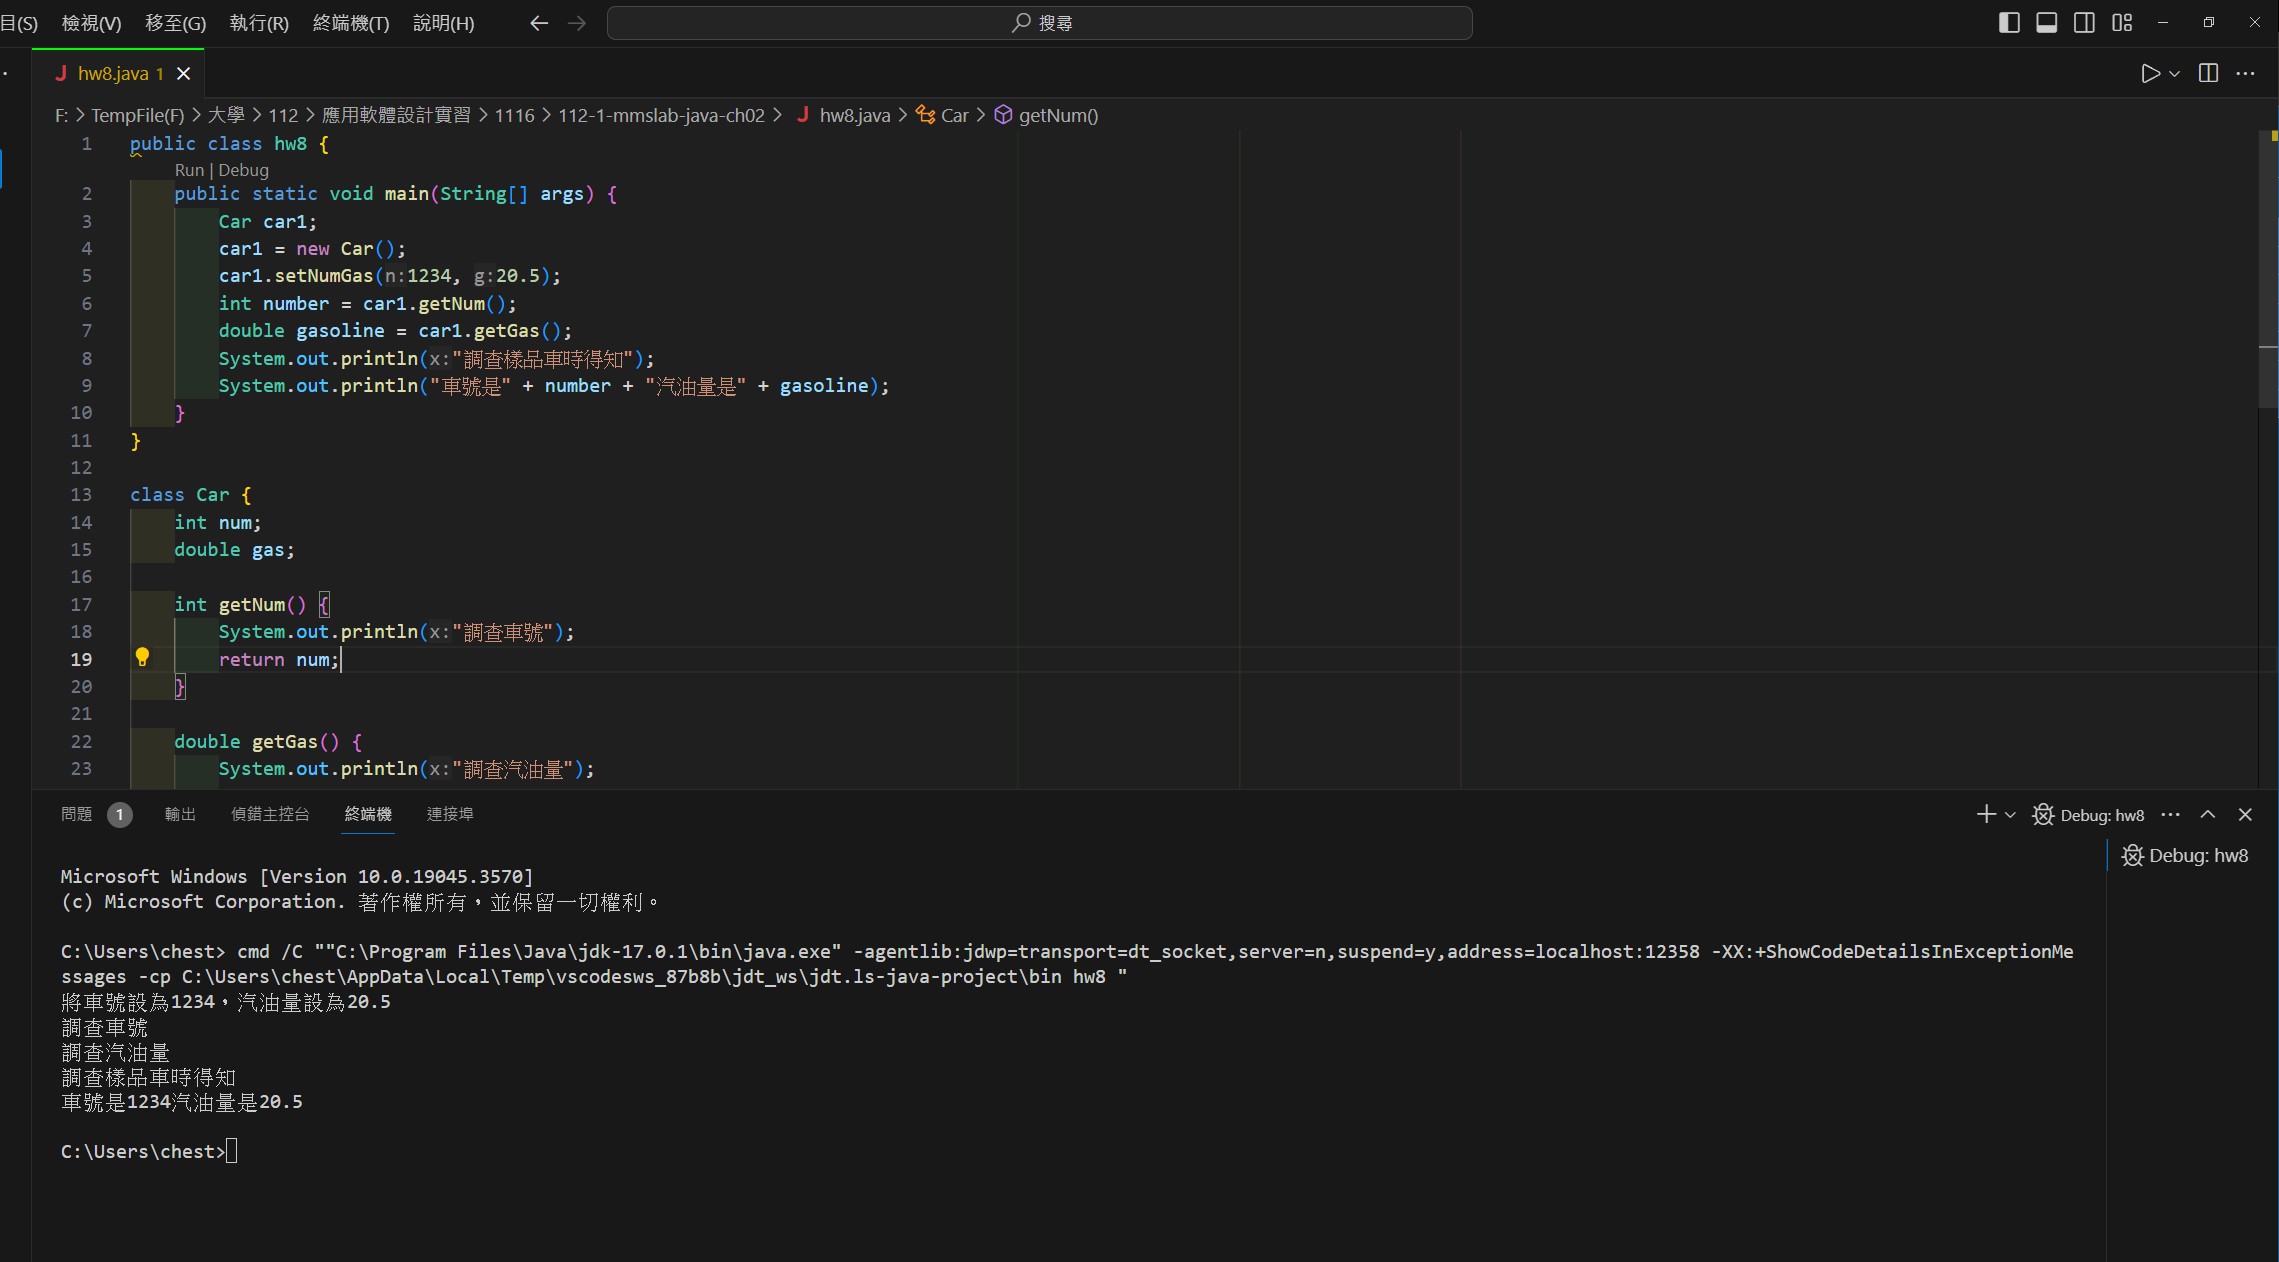 目(S) 檢視(V) 移至(G) 執行(R) 終端機(T) 說明(H) 搜尋
hw8.java 1
F: > TempFile(F) > 大學 > 112 > 應用軟體設計實習 > 1116 > 112-1-mmslab-java-ch02 > J hw8.java > Car > getNum()
1 public class hw8 {
Run | Debug
2 public static void main(String[] args) {
3 Car car1;
4 car1 = new Car();
5 car1.setNumGas(n:1234, g:20.5);
6 int number = car1.getNum();
7 double gasoline = car1.getGas();
8 System.out.println(x:"調查樣品車時得知");
9 System.out.println("車號是" + number + "汽油量是" + gasoline);
10 }
11 }
12
13 class Car {
14 int num;
15 double gas;
16
17 int getNum() {
18 System.out.println(x:"調查車號");
19 return num;
20 }
21
22 double getGas() {
23 System.out.println(x:"調查汽油量");
問題 1 輸出 偵錯主控台 終端機 連接埠 Debug: hw8
Debug: hw8
Microsoft Windows [Version 10.0.19045.3570]
(c) Microsoft Corporation. 著作權所有，並保留一切權利。
C:\Users\chest> cmd /C ""C:\Program Files\Java\jdk-17.0.1\bin\java.exe" -agentlib:jdwp=transport=dt_socket,server=n,suspend=y,address=localhost:12358 -XX:+ShowCodeDetailsInExceptionMe
ssages -cp C:\Users\chest\AppData\Local\Temp\vscodesws_87b8b\jdt_ws\jdt.ls-java-project\bin hw8 "
將車號設為1234，汽油量設為20.5
調查車號
調查汽油量
調查樣品車時得知
車號是1234汽油量是20.5
C:\Users\chest>